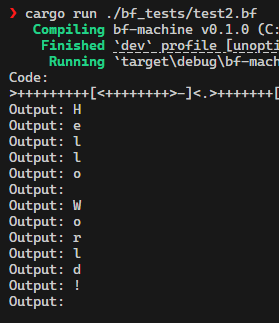 ❯ cargo run ./bf_tests/test2.bf
Compiling bf-machine v0.1.0 (C:
Finished `dev` profile [unopti
Running `target\debug\bf-mach
Code:
>+++++++++[<++++++++>-]<.>+++++++[
Output: H
Output: e
Output: l
Output: l
Output: o
Output:
Output: W
Output: o
Output: r
Output: l
Output: d
Output: !
Output: